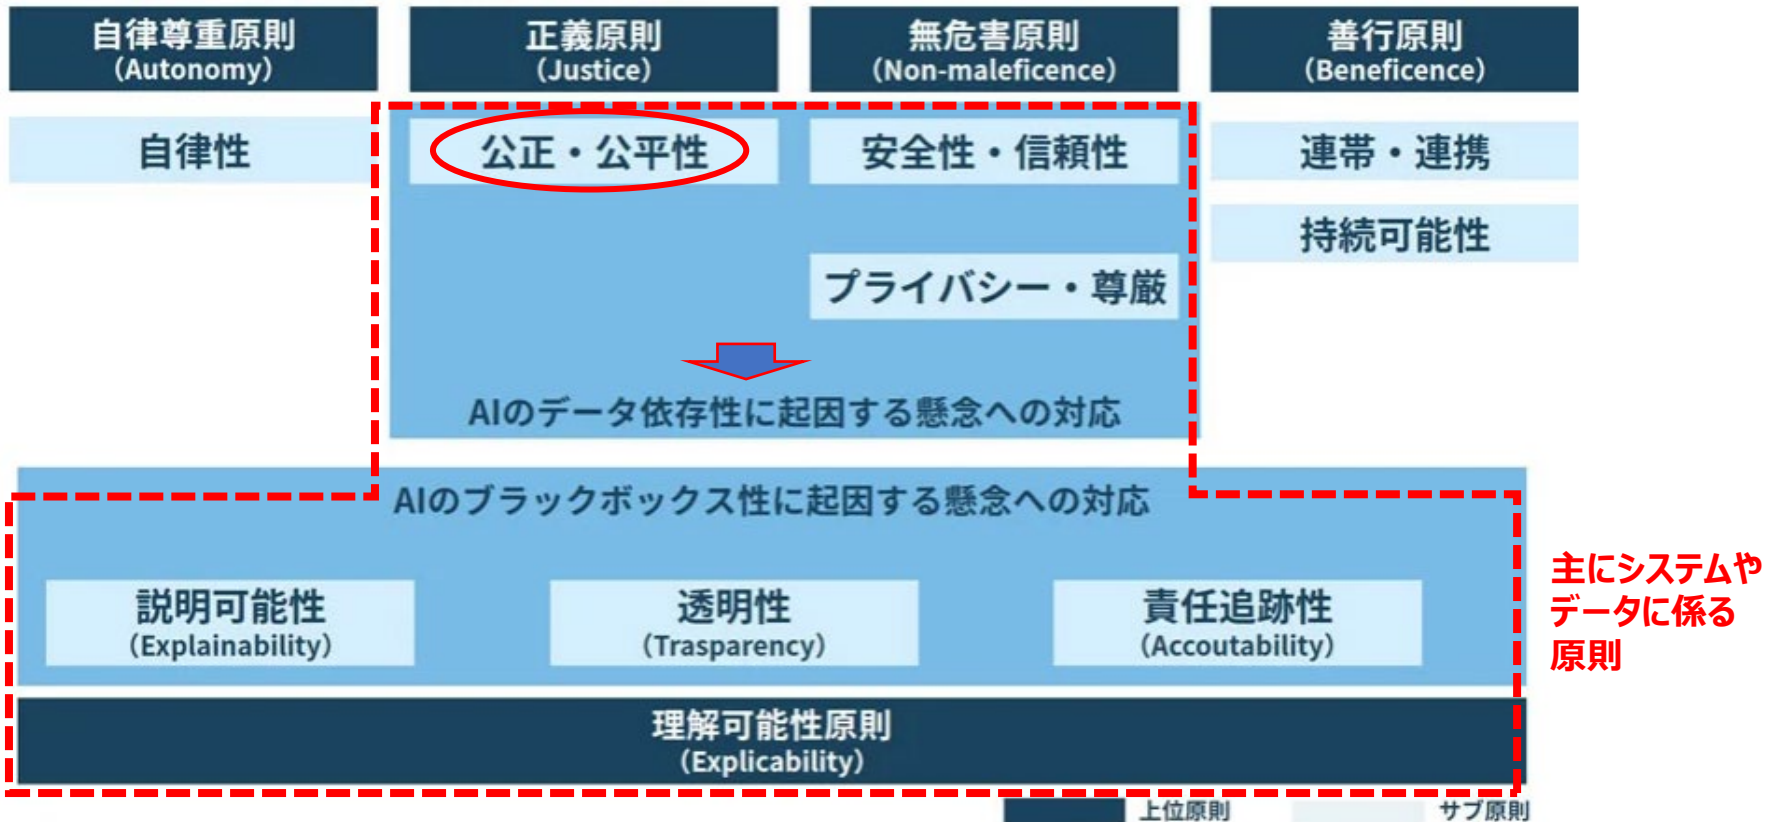 自律尊重原則
（Autonomy）
正義原則
（Justice）
無危害原則
（Non-maleficence）
善行原則
（Beneficence）
自律性
公正・公平性
安全性・信頼性
連帯・連携
持続可能性
プライバシー・尊厳
AIのデータ依存性に起因する懸念への対応
AIのブラックボックス性に起因する懸念への対応
説明可能性
（Explainability）
透明性
（Trasparency）
責任追跡性
（Accoutability）
主にシステムや
データに係る
原則
理解可能性原則
（Explicability）
上位原則
サブ原則